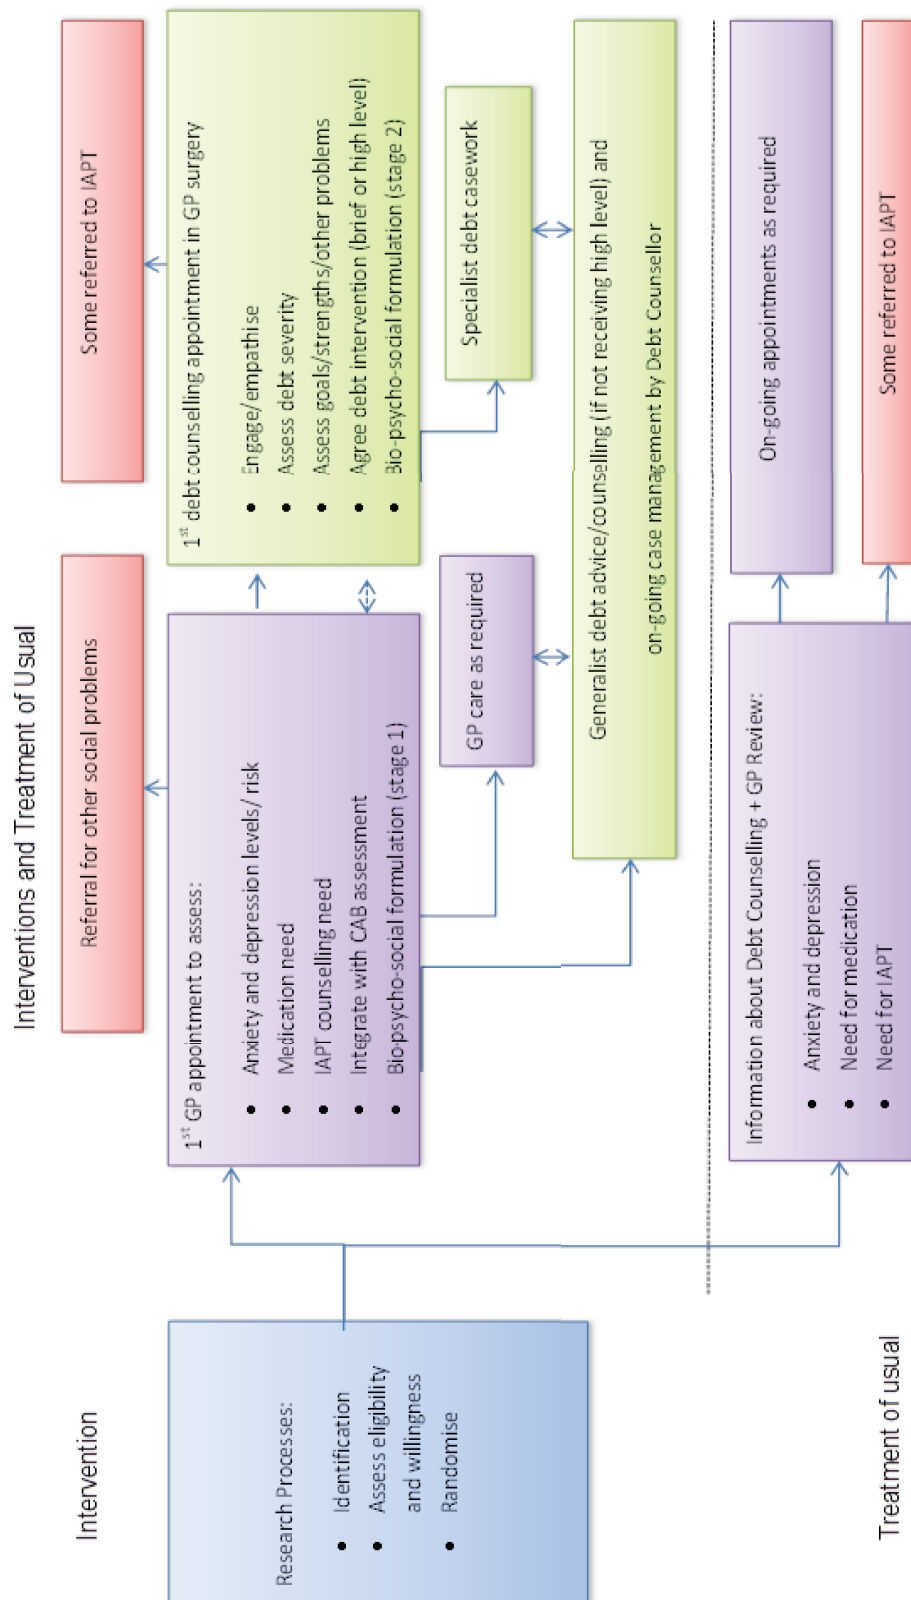 Interventions and Treatment of Usual
Intervention
Research Processes:
• Identification
• Assess eligibility
and willingness
• Randomise
Referral for other social problems
Some referred to IAPT
1st GP appointment to assess:
• Anxiety and depression levels/ risk
• Medication need
• IAPT counselling need
• Integrate with CAB assessment
• Bio-psycho-social formulation (stage 1)
1st debt counselling appointment in GP surgery
• Engage/empathise
• Assess debt severity
• Assess goals/strengths/other problems
• Agree debt intervention (brief or high level)
• Bio-psycho-social formulation (stage 2)
GP care as required
Specialist debt casework
Generalist debt advice/counselling (if not receiving high level) and
on-going case management by Debt Counsellor
Treatment of usual
Information about Debt Counselling + GP Review:
• Anxiety and depression
• Need for medication
• Need for IAPT
On-going appointments as required
Some referred to IAPT